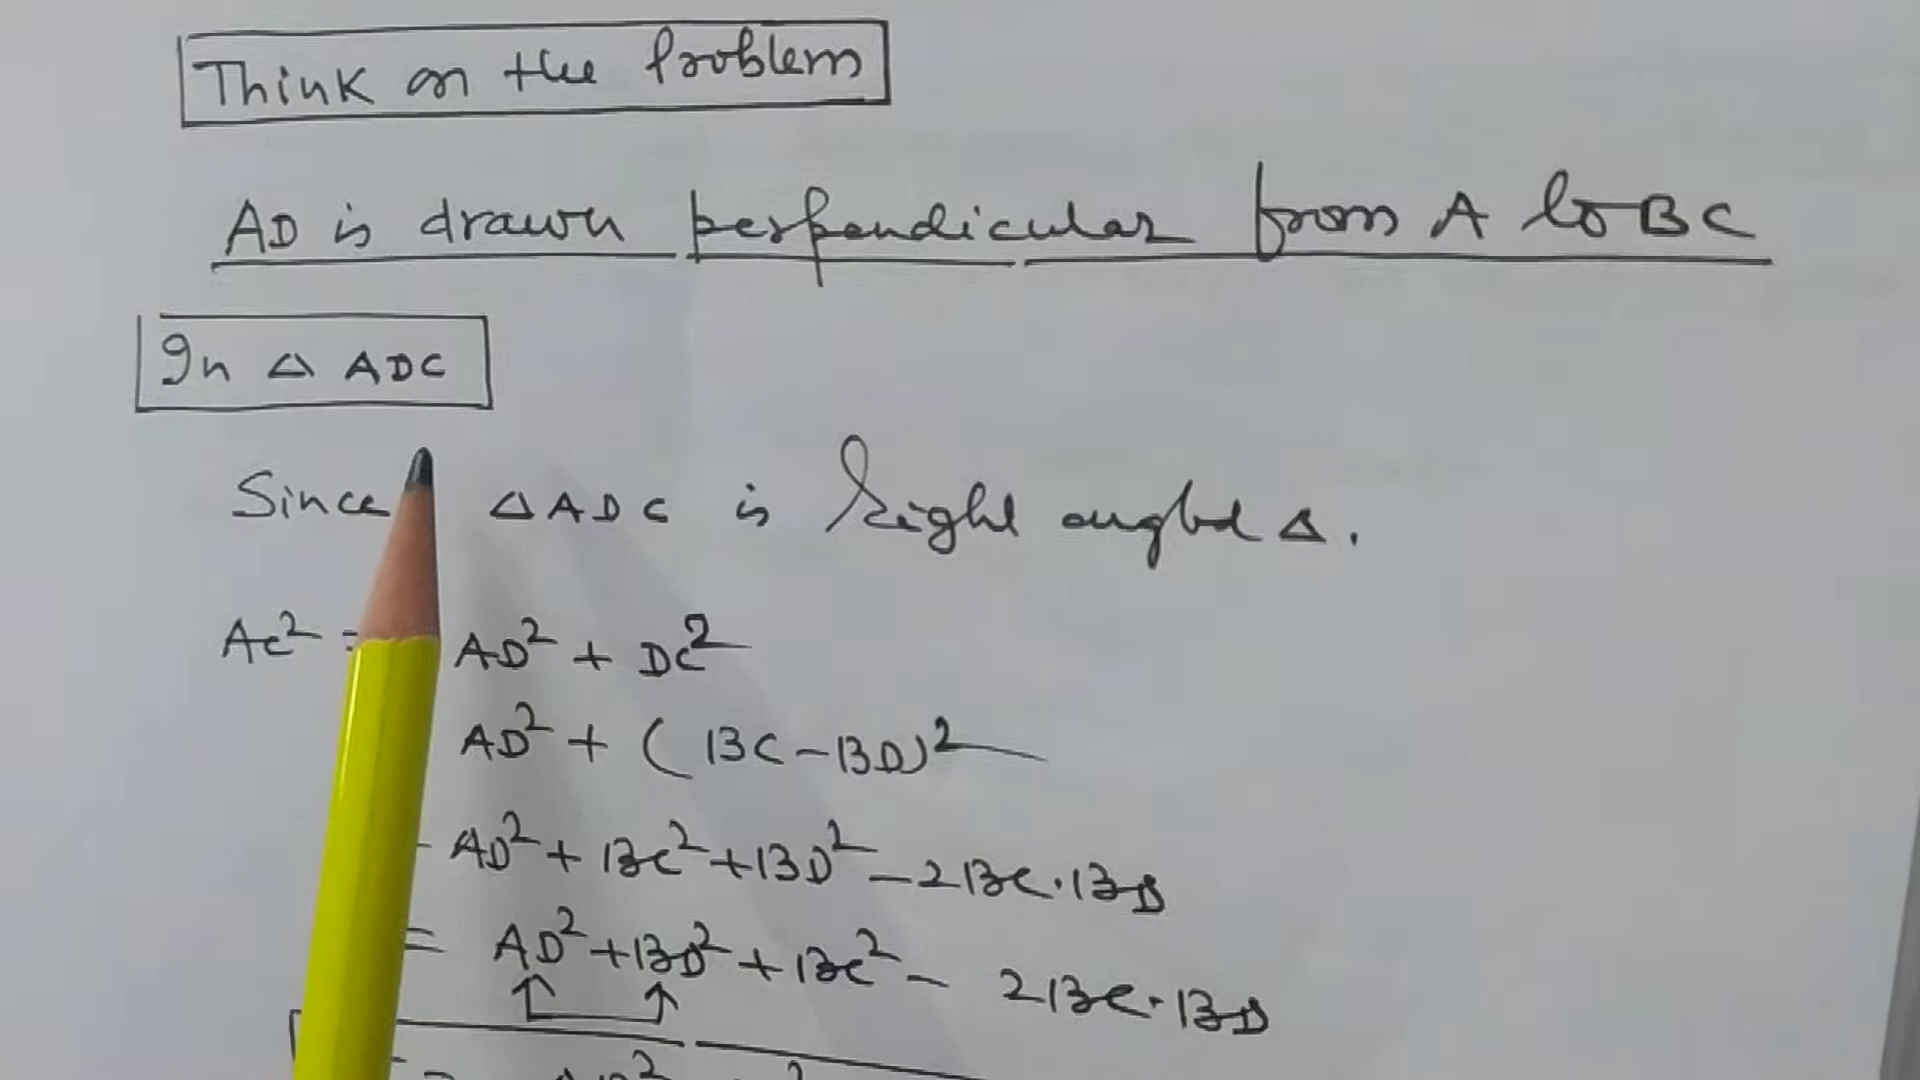 Think on the Problem
AD is drawn perpendicular from A to BC
In △ ADC
Since △ADC is Right angled △.
AC² = AD² + DC²
AD² + (BC-BD)²
AD² + BC² + BD² - 2BC·BD
= AD² + BD² + BC² - 2BC·BD